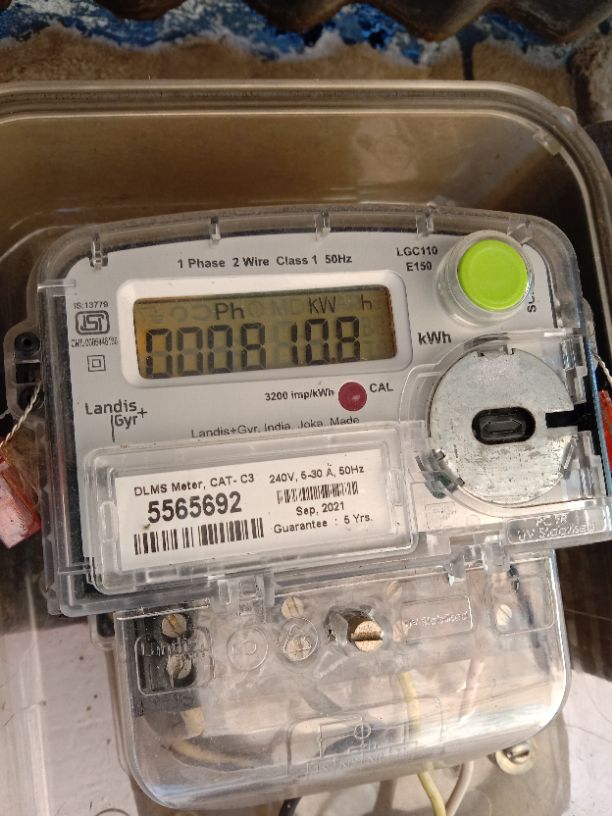 1 Phase 2 Wire Class 1 50Hz
LGC110
E150
IS:13779
Ph KW h
000810.8
kWh
3200 imp/kWh
CAL
Landis+
Gyr
Landis+Gyr, India, Joka, Made
DLMS Meter, CAT- C3
240V, 5-30 A, 50Hz
5565692
Sep, 2021
Guarantee : 5 Yrs.